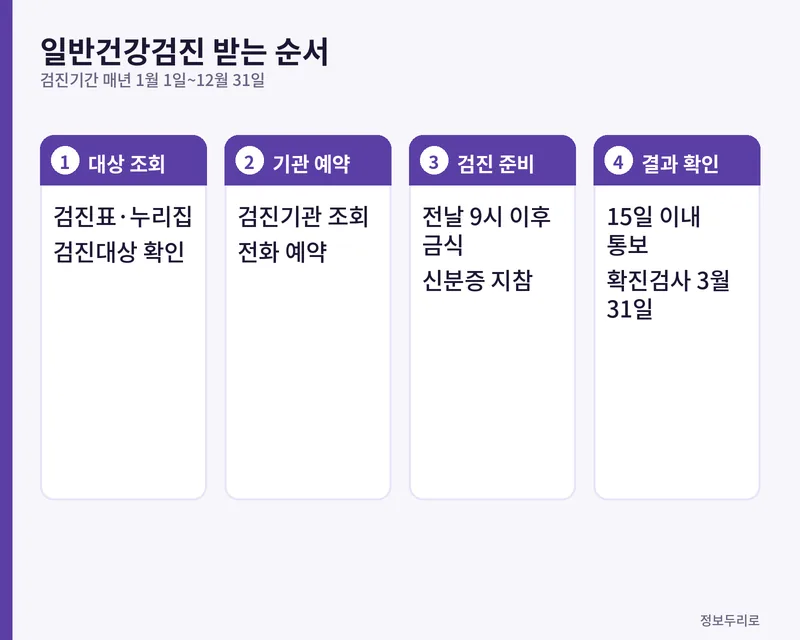 일반건강검진 받는 순서
검진기간 매년 1월 1일~12월 31일
1 대상 조회
검진표·누리집
검진대상 확인
2 기관 예약
검진기관 조회
전화 예약
3 검진 준비
전날 9시 이후
금식
신분증 지참
4 결과 확인
15일 이내
통보
확진검사 3월
31일
정보두리로